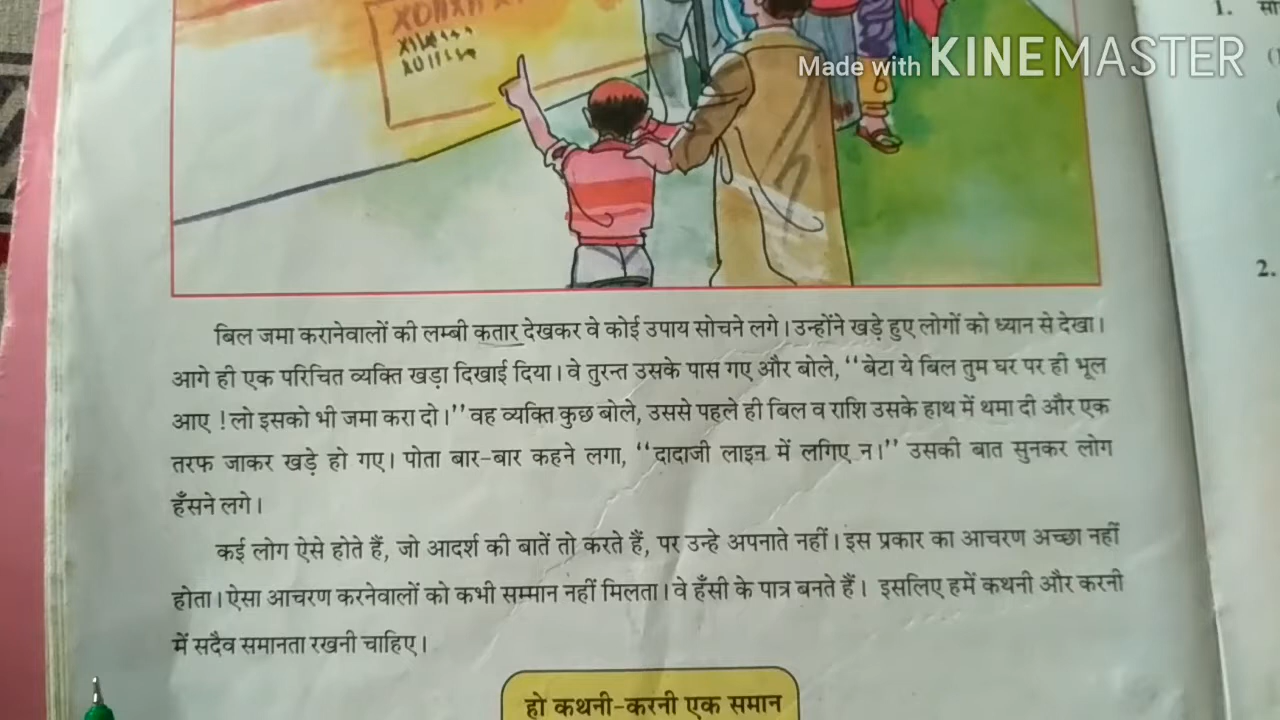 Made with KINEMASTER
1.
2.
बिल जमा करानेवालों की लम्बी कतार देखकर वे कोई उपाय सोचने लगे। उन्होंने खड़े हुए लोगों को ध्यान से देखा।
आगे ही एक परिचित व्यक्ति खड़ा दिखाई दिया। वे तुरन्त उसके पास गए और बोले, ‘‘बेटा ये बिल तुम घर पर ही भूल
आए ! लो इसको भी जमा करा दो।’’ वह व्यक्ति कुछ बोले, उससे पहले ही बिल व राशि उसके हाथ में थमा दी और एक
तरफ जाकर खड़े हो गए। पोता बार-बार कहने लगा, ‘‘दादाजी लाइन में लगिए न।’’ उसकी बात सुनकर लोग
हँसने लगे।
कई लोग ऐसे होते हैं, जो आदर्श की बातें तो करते हैं, पर उन्हे अपनाते नहीं। इस प्रकार का आचरण अच्छा नहीं
होता। ऐसा आचरण करनेवालों को कभी सम्मान नहीं मिलता। वे हँसी के पात्र बनते हैं। इसलिए हमें कथनी और करनी
में सदैव समानता रखनी चाहिए।
हो कथनी-करनी एक समान